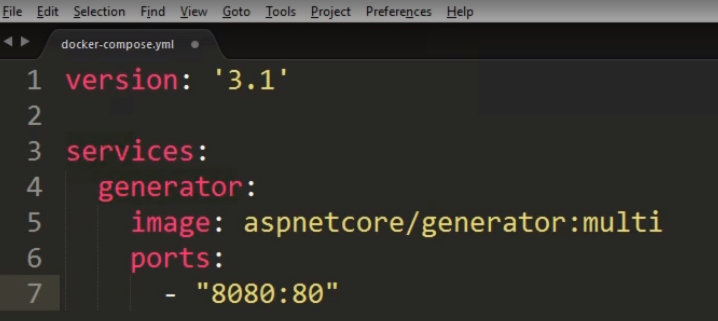 File Edit Selection Find View Goto Tools Project Preferences Help
docker-compose.yml
1 version: '3.1'
2
3 services:
4 generator:
5 image: aspnetcore/generator:multi
6 ports:
7 - "8080:80"